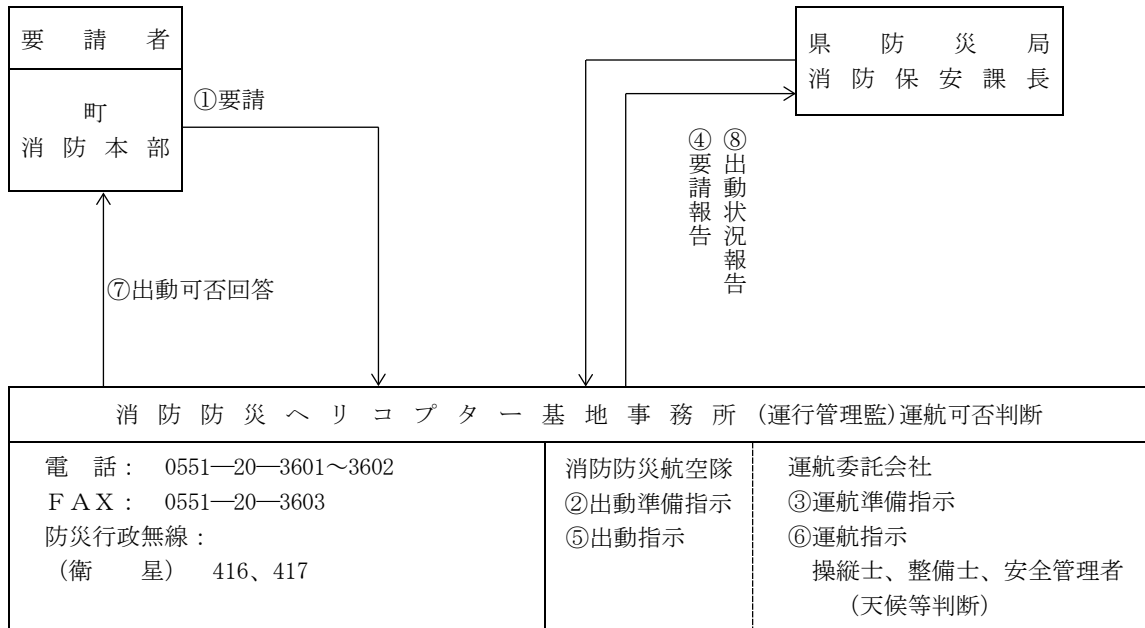 要請者
町
消防本部
①要請
県防災局
消防保安課長
④要請報告
⑧出動状況報告
⑦出動可否回答
消防防災ヘリコプター基地事務所(運行管理監)運航可否判断
電話： 0551―20―3601～3602
ＦＡＸ： 0551―20―3603
防災行政無線：
（衛星） 416、417
消防防災航空隊
②出動準備指示
⑤出動指示
運航委託会社
③運航準備指示
⑥運航指示
操縦士、整備士、安全管理者
（天候等判断）